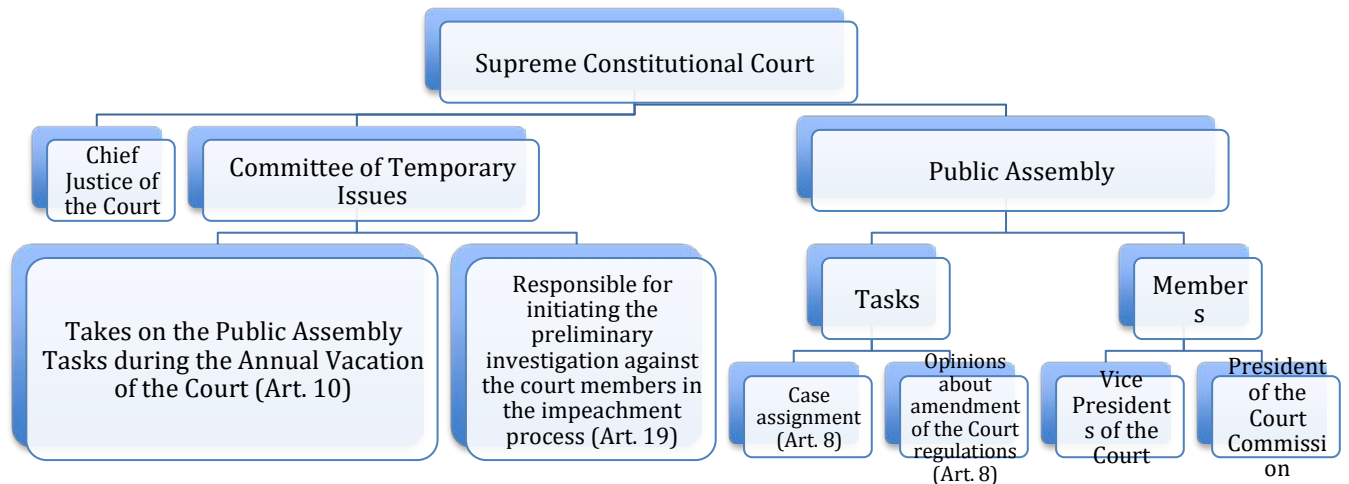 Supreme Constitutional Court
Chief
Justice of
the Court
Committee of Temporary
Issues
Public Assembly
Takes on the Public Assembly
Tasks during the Annual Vacation
of the Court (Art. 10)
Responsible for
initiating the
preliminary
investigation against
the court members in
the impeachment
process (Art. 19)
Tasks
Member
s
Case
assignment
(Art. 8)
Opinions
about
amendment
of the Court
regulations
(Art. 8)
Vice
President
s of the
Court
President
of the
Court
Commissi
on